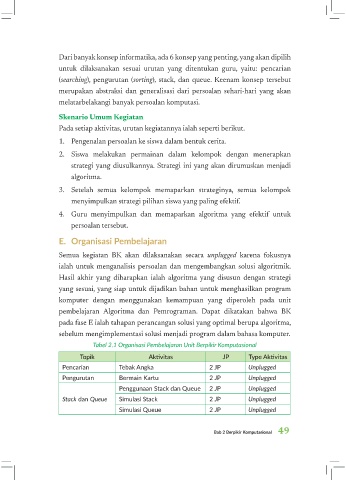 Dari banyak konsep informatika, ada 6 konsep yang penting, yang akan dipilih
untuk dilaksanakan sesuai urutan yang ditentukan guru, yaitu: pencarian
(searching), pengurutan (sorting), stack, dan queue. Keenam konsep tersebut
merupakan abstraksi dan generalisasi dari persoalan sehari-hari yang akan
melatarbelakangi banyak persoalan komputasi.
Skenario Umum Kegiatan
Pada setiap aktivitas, urutan kegiatannya ialah seperti berikut.
1. Pengenalan persoalan ke siswa dalam bentuk cerita.
2. Siswa melakukan permainan dalam kelompok dengan menerapkan
strategi yang diusulkannya. Strategi ini yang akan dirumuskan menjadi
algoritma.
3. Setelah semua kelompok memaparkan strateginya, semua kelompok
menyimpulkan strategi pilihan siswa yang paling efektif.
4. Guru menyimpulkan dan memaparkan algoritma yang efektif untuk
persoalan tersebut.
E. Organisasi Pembelajaran
Semua kegiatan BK akan dilaksanakan secara unplugged karena fokusnya
ialah untuk menganalisis persoalan dan mengembangkan solusi algoritmik.
Hasil akhir yang diharapkan ialah algoritma yang disusun dengan strategi
yang sesuai, yang siap untuk dijadikan bahan untuk menghasilkan program
komputer dengan menggunakan kemampuan yang diperoleh pada unit
pembelajaran Algoritma dan Pemrograman. Dapat dikatakan bahwa BK
pada fase E ialah tahapan perancangan solusi yang optimal berupa algoritma,
sebelum mengimplementasi solusi menjadi program dalam bahasa komputer.
Tabel 2.1 Organisasi Pembelajaran Unit Berpikir Komputasional
Topik Aktivitas JP Type Aktivitas
Pencarian Tebak Angka 2 JP Unplugged
Pengurutan Bermain Kartu 2 JP Unplugged
Penggunaan Stack dan Queue 2 JP Unplugged
Stack dan Queue Simulasi Stack 2 JP Unplugged
Simulasi Queue 2 JP Unplugged
Bab 2 Berpikir Komputasional 49